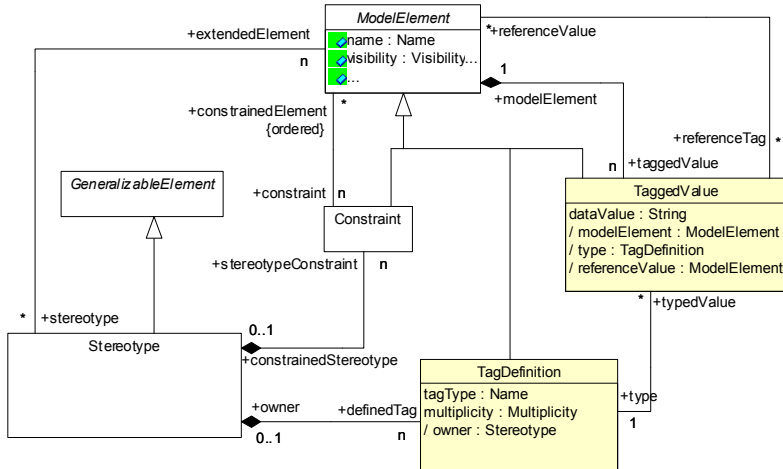 ModelElement
name : Name
visibility : Visibility...
...
+extendedElement
n
*
+referenceValue
1
+modelElement
+constrainedElement
*
{ordered}
+referenceTag
*
n
+taggedValue
GeneralizableElement
+constraint
n
Constraint
TaggedValue
dataValue : String
/ modelElement : ModelElement
/ type : TagDefinition
/ referenceValue : ModelElement
+stereotypeConstraint
n
*
+typedValue
*
+stereotype
Stereotype
0..1
+constrainedStereotype
TagDefinition
tagType : Name
multiplicity : Multiplicity
/ owner : Stereotype
+type
1
+owner
0..1
+definedTag
n